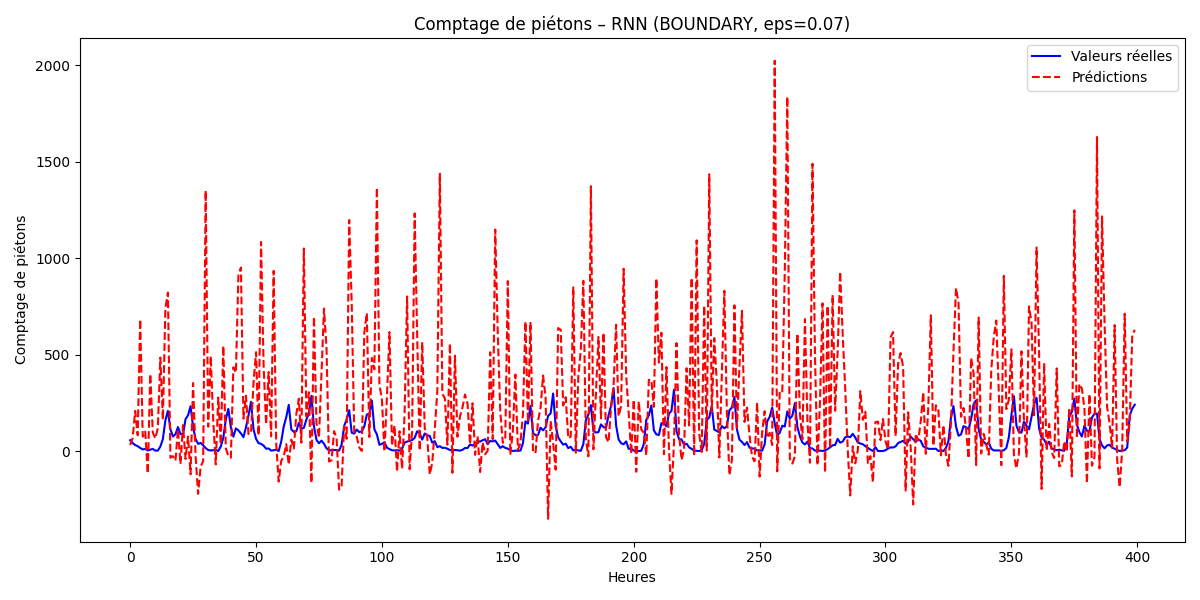 Comptage de piétons – RNN (BOUNDARY, eps=0.07)
Valeurs réelles
Prédictions
Comptage de piétons
2000
1500
1000
500
0
0 50 100 150 200 250 300 350 400
Heures